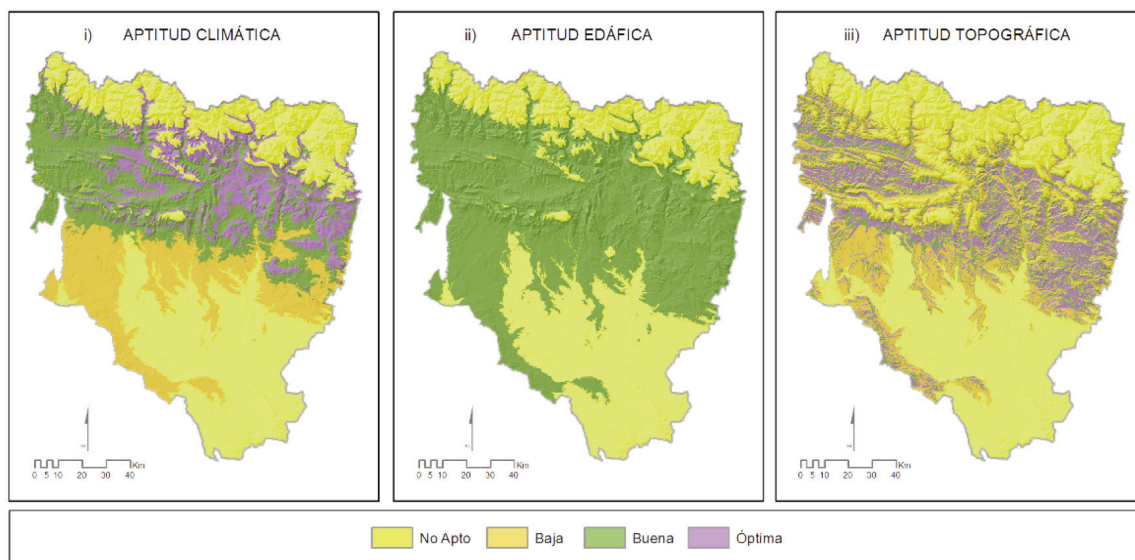 i) APTITUD CLIMÁTICA
ii) APTITUD EDÁFICA
iii) APTITUD TOPOGRÁFICA
z
Km
0 5 10 20 30 40
z
Km
0 5 10 20 30 40
z
Km
0 5 10 20 30 40
No Apto Baja Buena Óptima